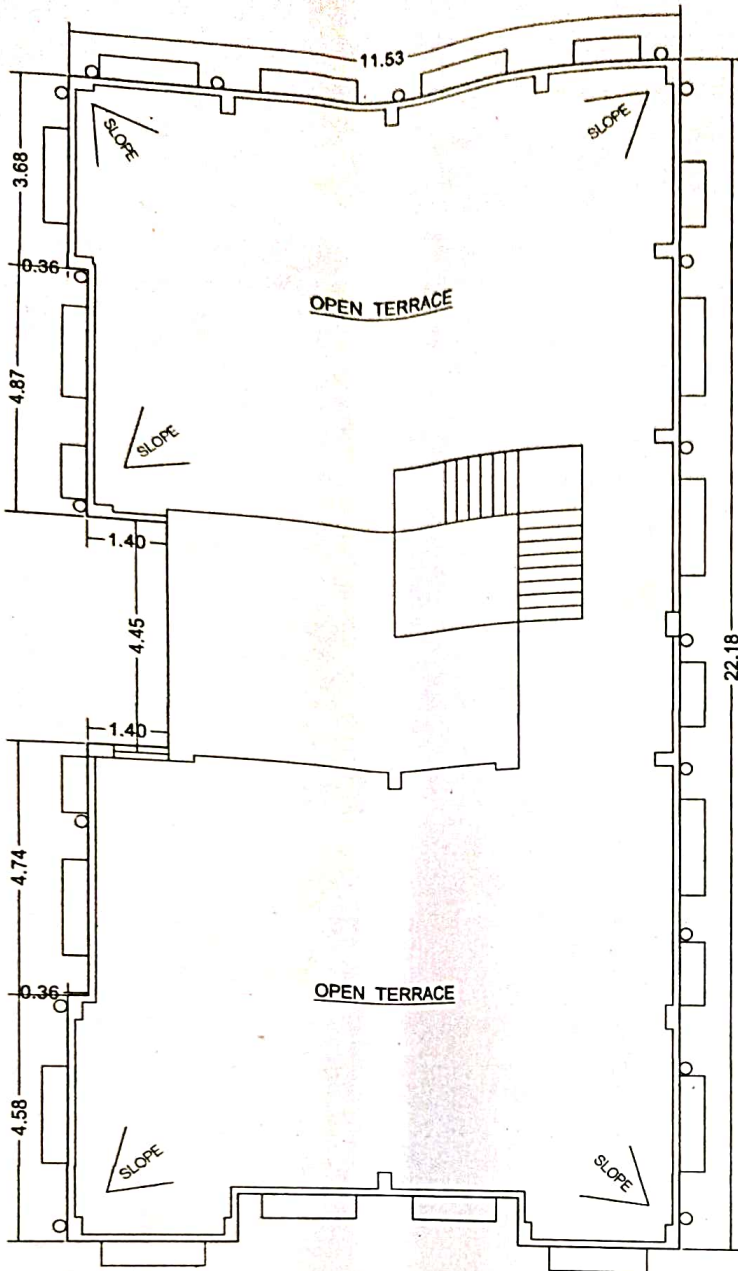 11.53
SLOPE
SLOPE
3.68
0.36
OPEN TERRACE
4.87
SLOPE
1.40
4.45
22.18
1.40
4.74
0.36
OPEN TERRACE
4.58
SLOPE
SLOPE